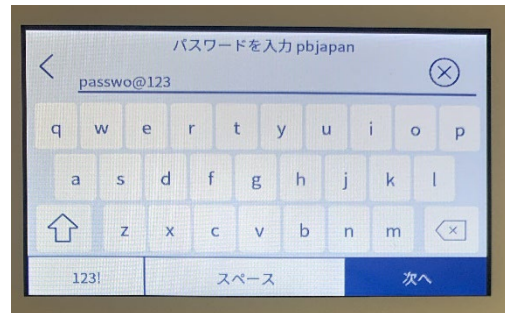 パスワードを入力 pbjapan
passwo@123
q w e r t y u i o p
a s d f g h j k l
z x c v b n m
123! スペース 次へ